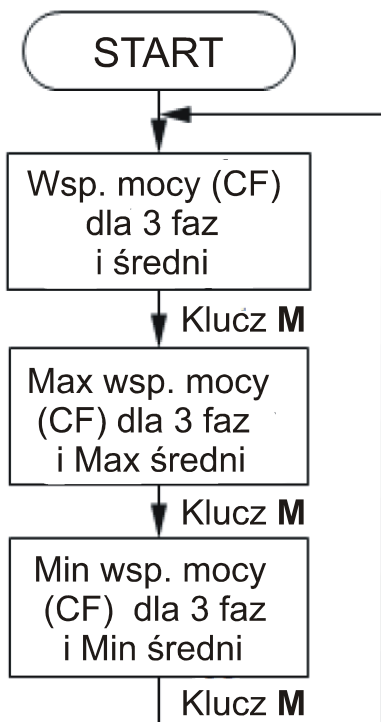 START
Wsp. mocy (CF)
dla 3 faz
i średni
Klucz M
Max wsp. mocy
(CF) dla 3 faz
i Max średni
Klucz M
Min wsp. mocy
(CF) dla 3 faz
i Min średni
Klucz M